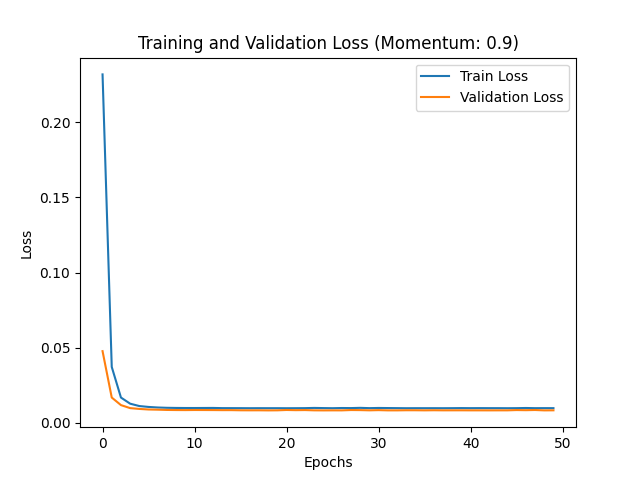 Training and Validation Loss (Momentum: 0.9)
Train Loss
Validation Loss
Loss
0.20
0.15
0.10
0.05
0.00
0 10 20 30 40 50
Epochs